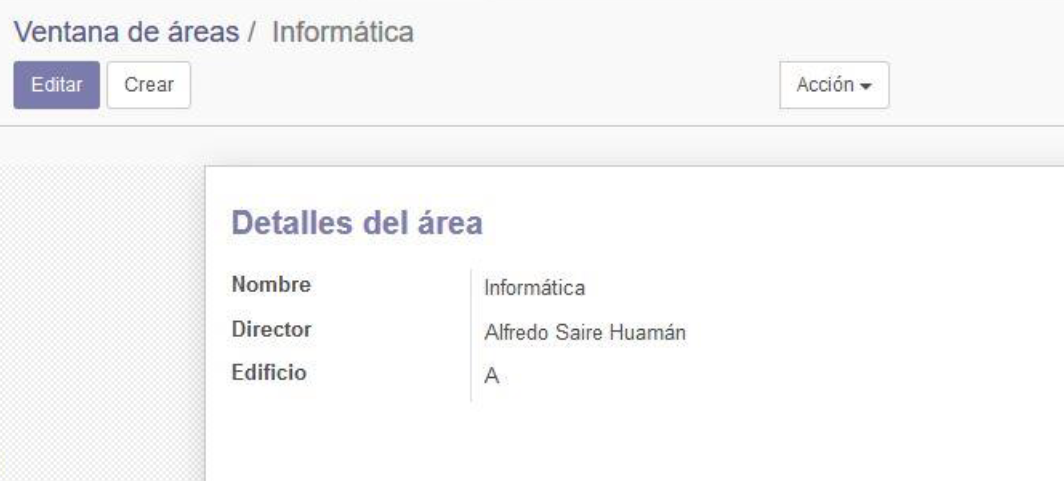 Ventana de áreas / Informática
Editar Crear Acción
Detalles del área
Nombre Informática
Director Alfredo Saire Huamán
Edificio A